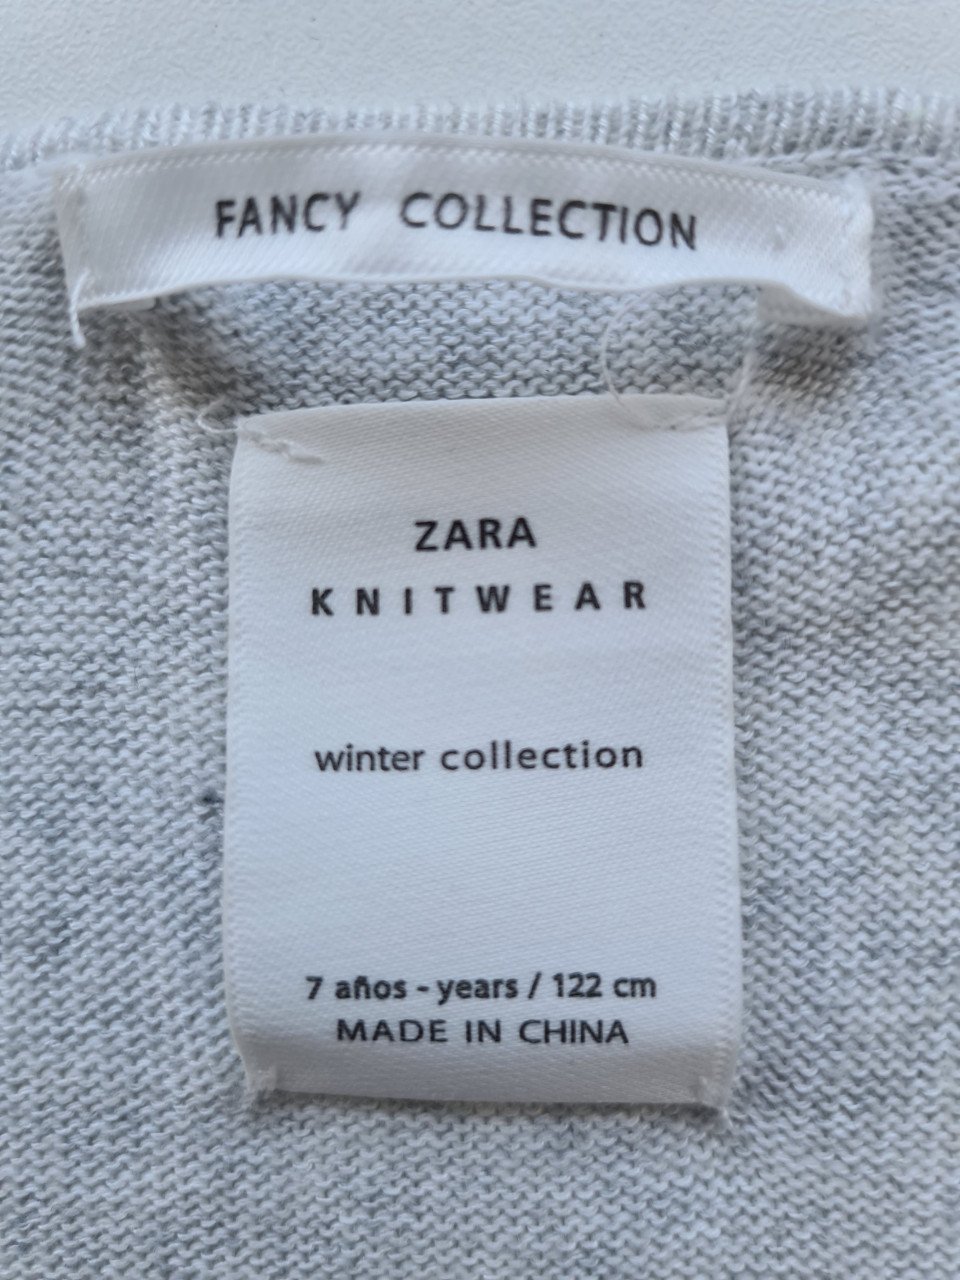 FANCY COLLECTION
ZARA
KNITWEAR
winter collection
7 años - years / 122 cm
MADE IN CHINA